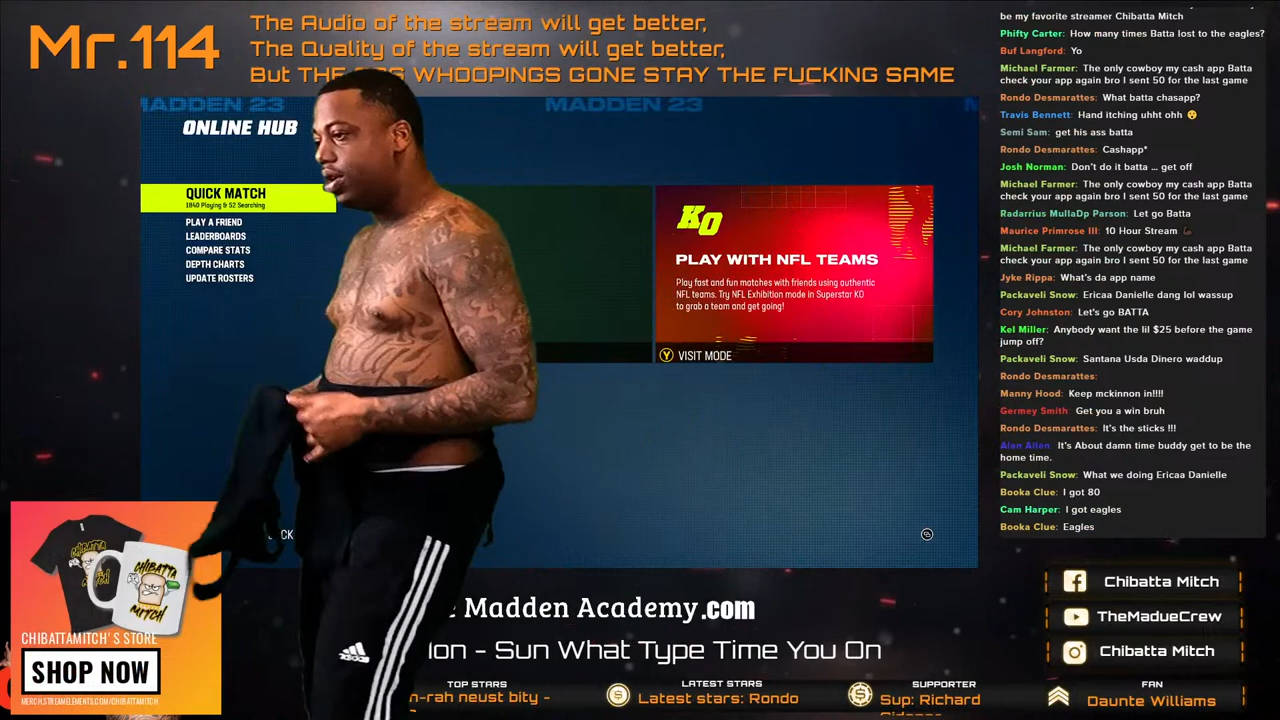 Mr.114
The Audio of the stream will get better,
The Quality of the stream will get better,
But THE WHOOPINGS GONE STAY THE FUCKING SAME
MADDEN 23
MADDEN 23
ONLINE HUB
QUICK MATCH
1840 Playing & 52 Searching
PLAY A FRIEND
LEADERBOARDS
COMPARE STATS
DEPTH CHARTS
UPDATE ROSTERS
KO
PLAY WITH NFL TEAMS
Play fast and fun matches with friends using authentic
NFL teams. Try NFL Exhibition mode in Superstar KO
to grab a team and get going!
Y VISIT MODE
be my favorite streamer Chibatta Mitch
Phifty Carter: How many times Batta lost to the eagles?
Buf Langford: Yo
Michael Farmer: The only cowboy my cash app Batta
check your app again bro I sent 50 for the last game
Rondo Desmarattes: What batta chasapp?
Travis Bennett: Hand itching uhht ohh 😯
Semi Sam: get his ass batta
Rondo Desmarattes: Cashapp*
Josh Norman: Don't do it batta ... get off
Michael Farmer: The only cowboy my cash app Batta
check your app again bro I sent 50 for the last game
Radarrius MullaDp Parson: Let go Batta
Maurice Primrose III: 10 Hour Stream
Michael Farmer: The only cowboy my cash app Batta
check your app again bro I sent 50 for the last game
Jyke Rippa: What's da app name
Packaveli Snow: Ericaa Danielle dang lol wassup
Cory Johnston: Let's go BATTA
Kel Miller: Anybody want the lil $25 before the game
jump off?
Packaveli Snow: Santana Usda Dinero waddup
Rondo Desmarattes:
Manny Hood: Keep mckinnon in!!!!
Germey Smith: Get you a win bruh
Rondo Desmarattes: It's the sticks !!!
Alan Allen: It's About damn time buddy get to be the
home time.
Packaveli Snow: What we doing Ericaa Danielle
Booka Clue: I got 80
Cam Harper: I got eagles
Booka Clue: Eagles
CHIBATTA
MITCH
CHIBATTA
MITCH
CHIBATTAMITCH'S STORE
SHOP NOW
MERCH.STREAMELEMENTS.COM/CHIBATTAMITCH
adidas
Madden Academy.com
ion - Sun What Type Time You On
TOP STARS
n-rah neust bity -
LATEST STARS
Latest stars: Rondo
SUPPORTER
Sup: Richard
FAN
Daunte Williams
Chibatta Mitch
TheMadueCrew
Chibatta Mitch